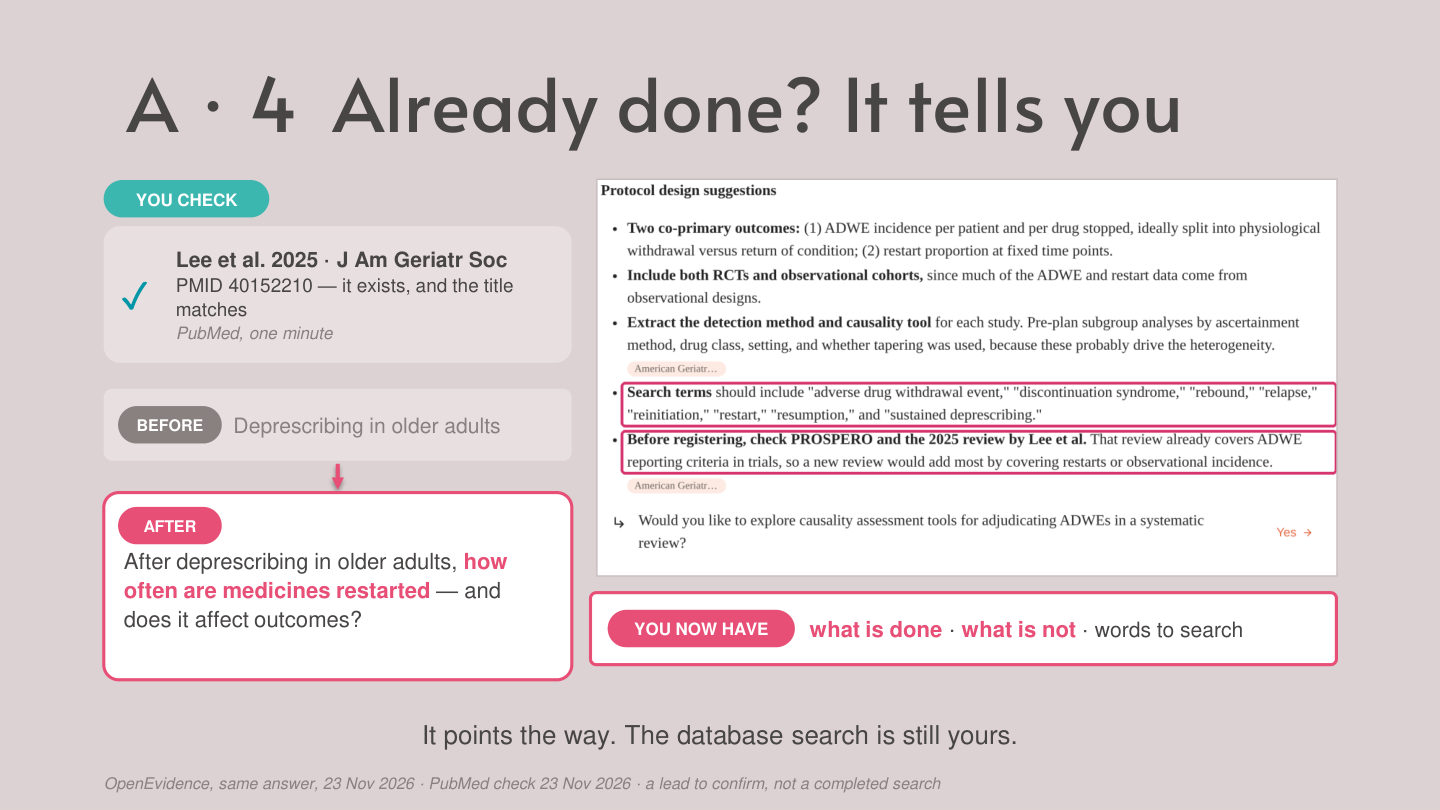 A · 4 Already done? It tells you
YOU CHECK
Lee et al. 2025 · J Am Geriatr Soc
PMID 40152210 — it exists, and the title
matches
PubMed, one minute
BEFORE Deprescribing in older adults
AFTER
After deprescribing in older adults, how
often are medicines restarted — and
does it affect outcomes?
Protocol design suggestions
• Two co-primary outcomes: (1) ADWE incidence per patient and per drug stopped, ideally split into physiological
withdrawal versus return of condition; (2) restart proportion at fixed time points.
• Include both RCTs and observational cohorts, since much of the ADWE and restart data come from
observational designs.
• Extract the detection method and causality tool for each study. Pre-plan subgroup analyses by ascertainment
method, drug class, setting, and whether tapering was used, because these probably drive the heterogeneity.
American Geriatr…
• Search terms should include "adverse drug withdrawal event," "discontinuation syndrome," "rebound," "relapse,"
"reinitiation," "restart," "resumption," and "sustained deprescribing."
• Before registering, check PROSPERO and the 2025 review by Lee et al. That review already covers ADWE
reporting criteria in trials, so a new review would add most by covering restarts or observational incidence.
American Geriatr…
↳ Would you like to explore causality assessment tools for adjudicating ADWEs in a systematic
review?
Yes →
YOU NOW HAVE what is done · what is not · words to search
It points the way. The database search is still yours.
OpenEvidence, same answer, 23 Nov 2026 · PubMed check 23 Nov 2026 · a lead to confirm, not a completed search